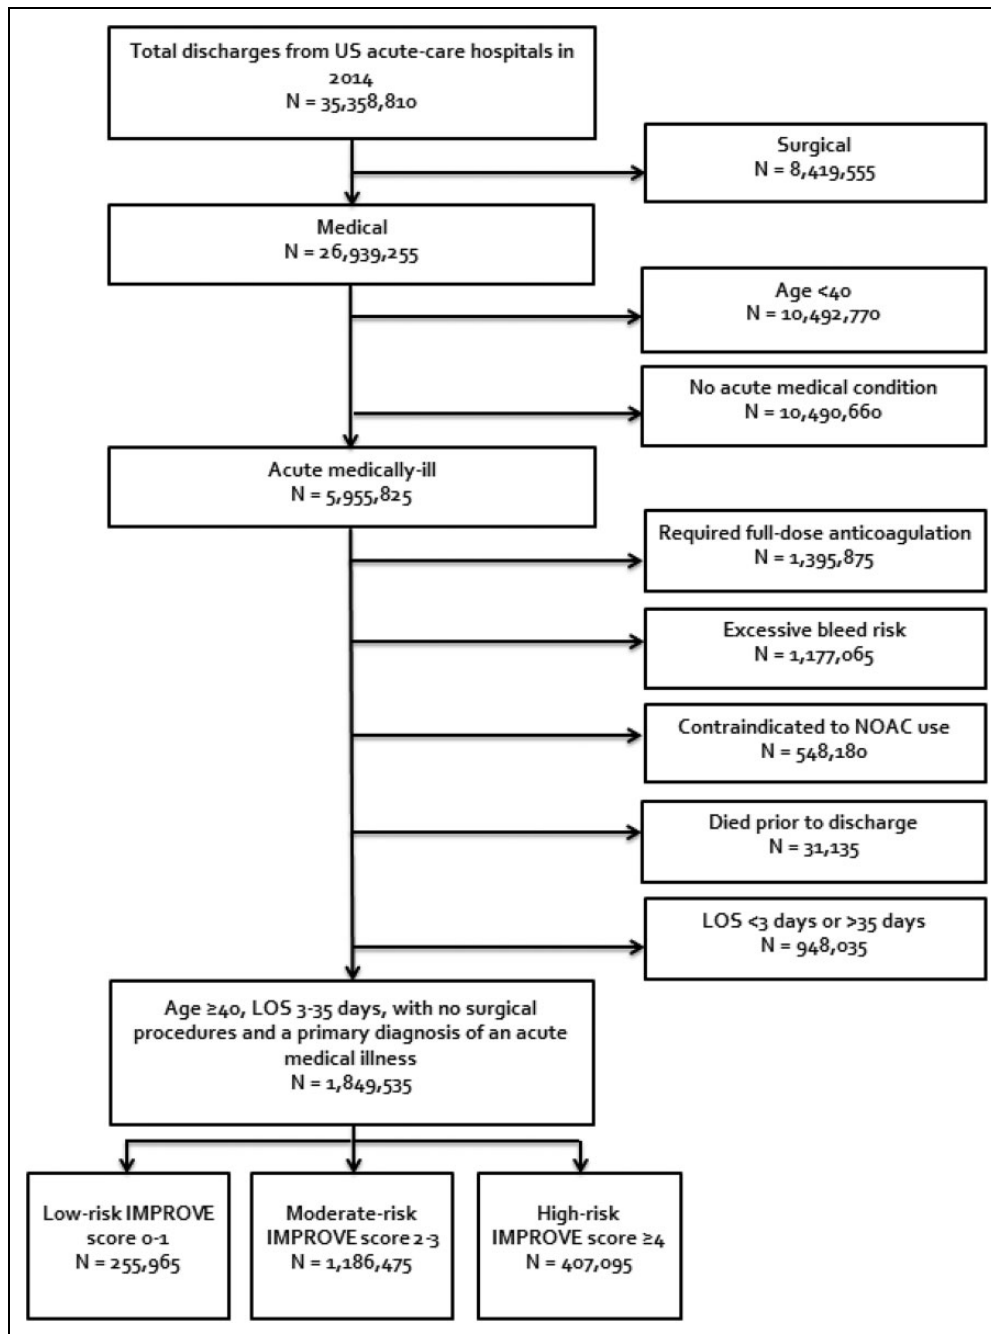 Total discharges from US acute-care hospitals in
2014
N = 35,358,810
Surgical
N = 8,419,555
Medical
N = 26,939,255
Age <40
N = 10,492,770
No acute medical condition
N = 10,490,660
Acute medically-ill
N = 5,955,825
Required full-dose anticoagulation
N = 1,395,875
Excessive bleed risk
N = 1,177,065
Contraindicated to NOAC use
N = 548,180
Died prior to discharge
N = 31,135
LOS <3 days or >35 days
N = 948,035
Age ≥40, LOS 3-35 days, with no surgical
procedures and a primary diagnosis of an acute
medical illness
N = 1,849,535
Low-risk IMPROVE
score 0-1
N = 255,965
Moderate-risk
IMPROVE score 2-3
N = 1,186,475
High-risk
IMPROVE score ≥4
N = 407,095